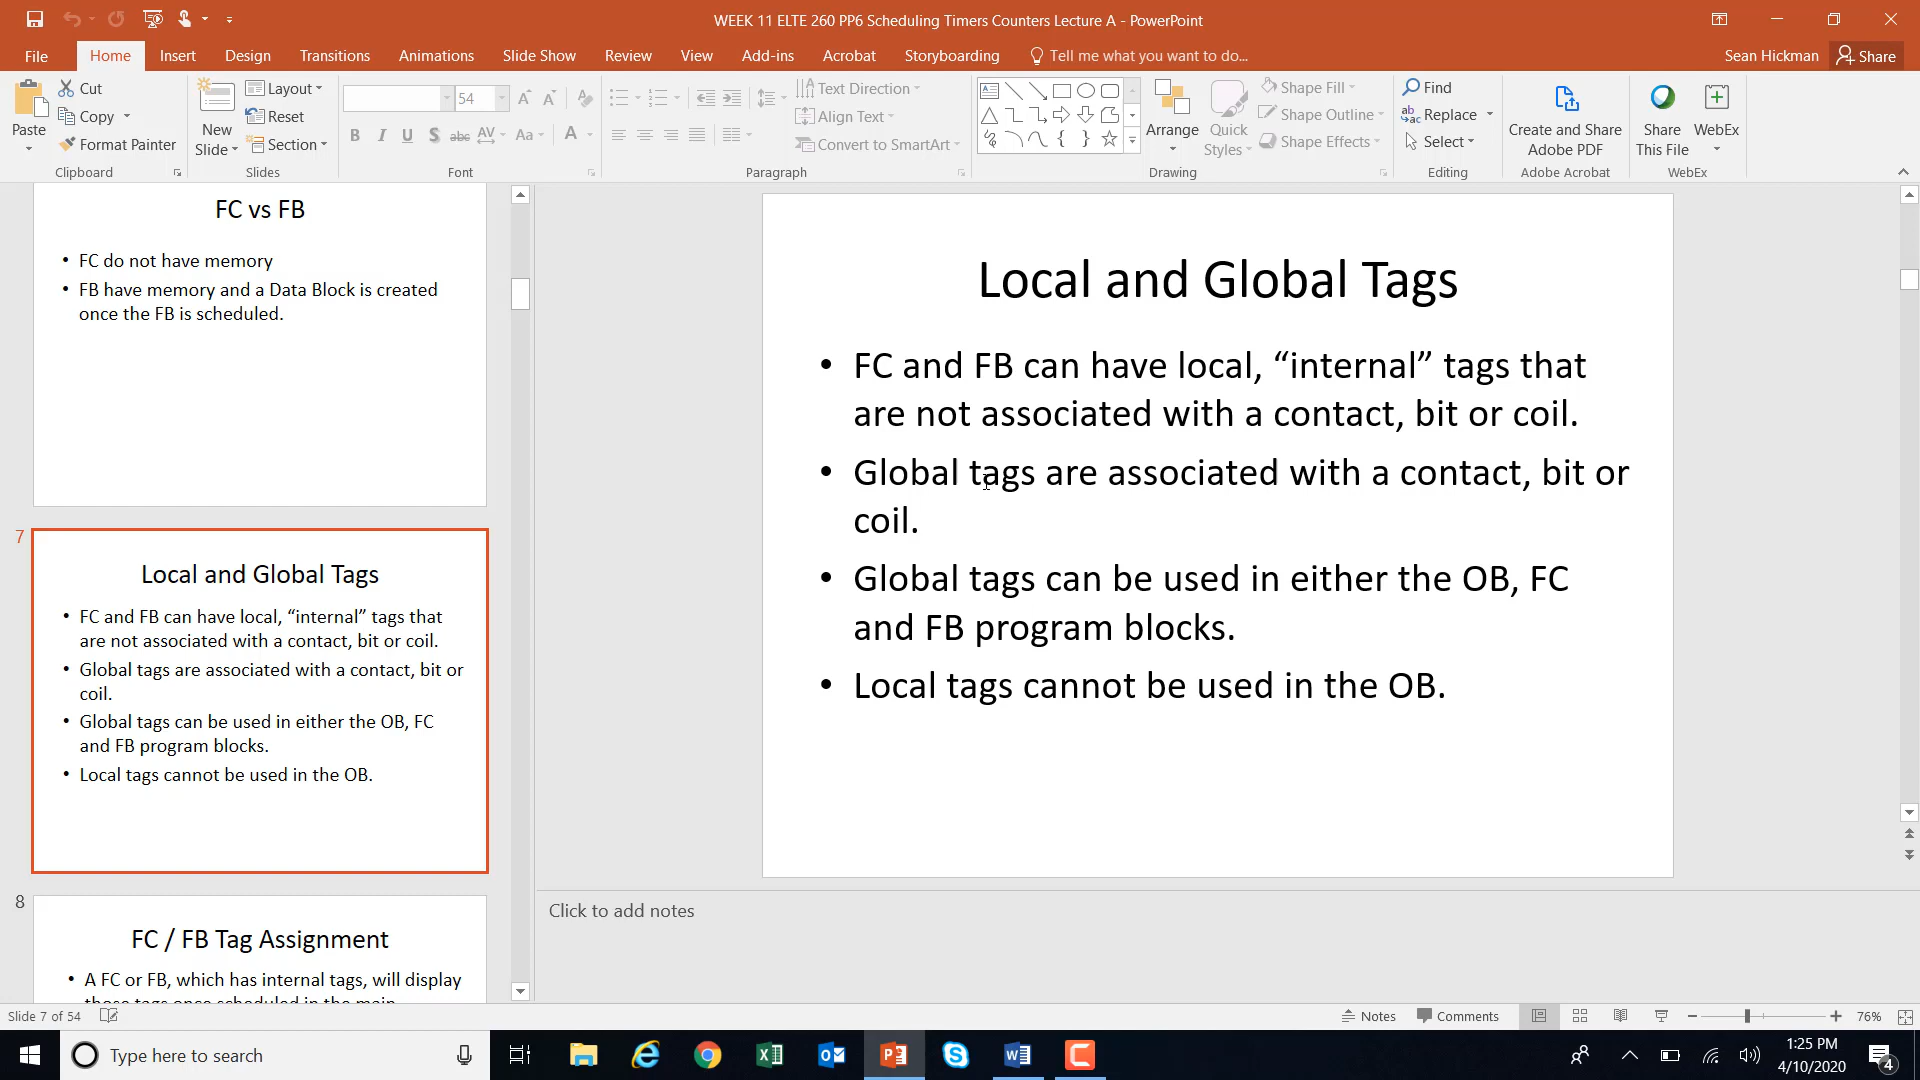 WEEK 11 ELTE 260 PP6 Scheduling Timers Counters Lecture A - PowerPoint
File Home Insert Design Transitions Animations Slide Show Review View Add-ins Acrobat Storyboarding Tell me what you want to do... Sean Hickman Share
Paste
Cut
Copy
Format Painter
Clipboard
New Slide
Layout
Reset
Section
Slides
54
B I U S abc AV Aa A
Font
Text Direction
Align Text
Convert to SmartArt
Paragraph
Arrange
Quick Styles
Shape Fill
Shape Outline
Shape Effects
Drawing
Find
Replace
Select
Editing
Create and Share
Adobe PDF
Adobe Acrobat
Share
This File
WebEx
WebEx
FC vs FB
• FC do not have memory
• FB have memory and a Data Block is created
once the FB is scheduled.
7
Local and Global Tags
• FC and FB can have local, “internal” tags that
are not associated with a contact, bit or coil.
• Global tags are associated with a contact, bit or
coil.
• Global tags can be used in either the OB, FC
and FB program blocks.
• Local tags cannot be used in the OB.
8
FC / FB Tag Assignment
• A FC or FB, which has internal tags, will display
those tags once scheduled in the main
Local and Global Tags
• FC and FB can have local, “internal” tags that
are not associated with a contact, bit or coil.
• Global tags are associated with a contact, bit or
coil.
• Global tags can be used in either the OB, FC
and FB program blocks.
• Local tags cannot be used in the OB.
Click to add notes
Slide 7 of 54 Notes Comments 76%
Type here to search
1:25 PM
4/10/2020
4